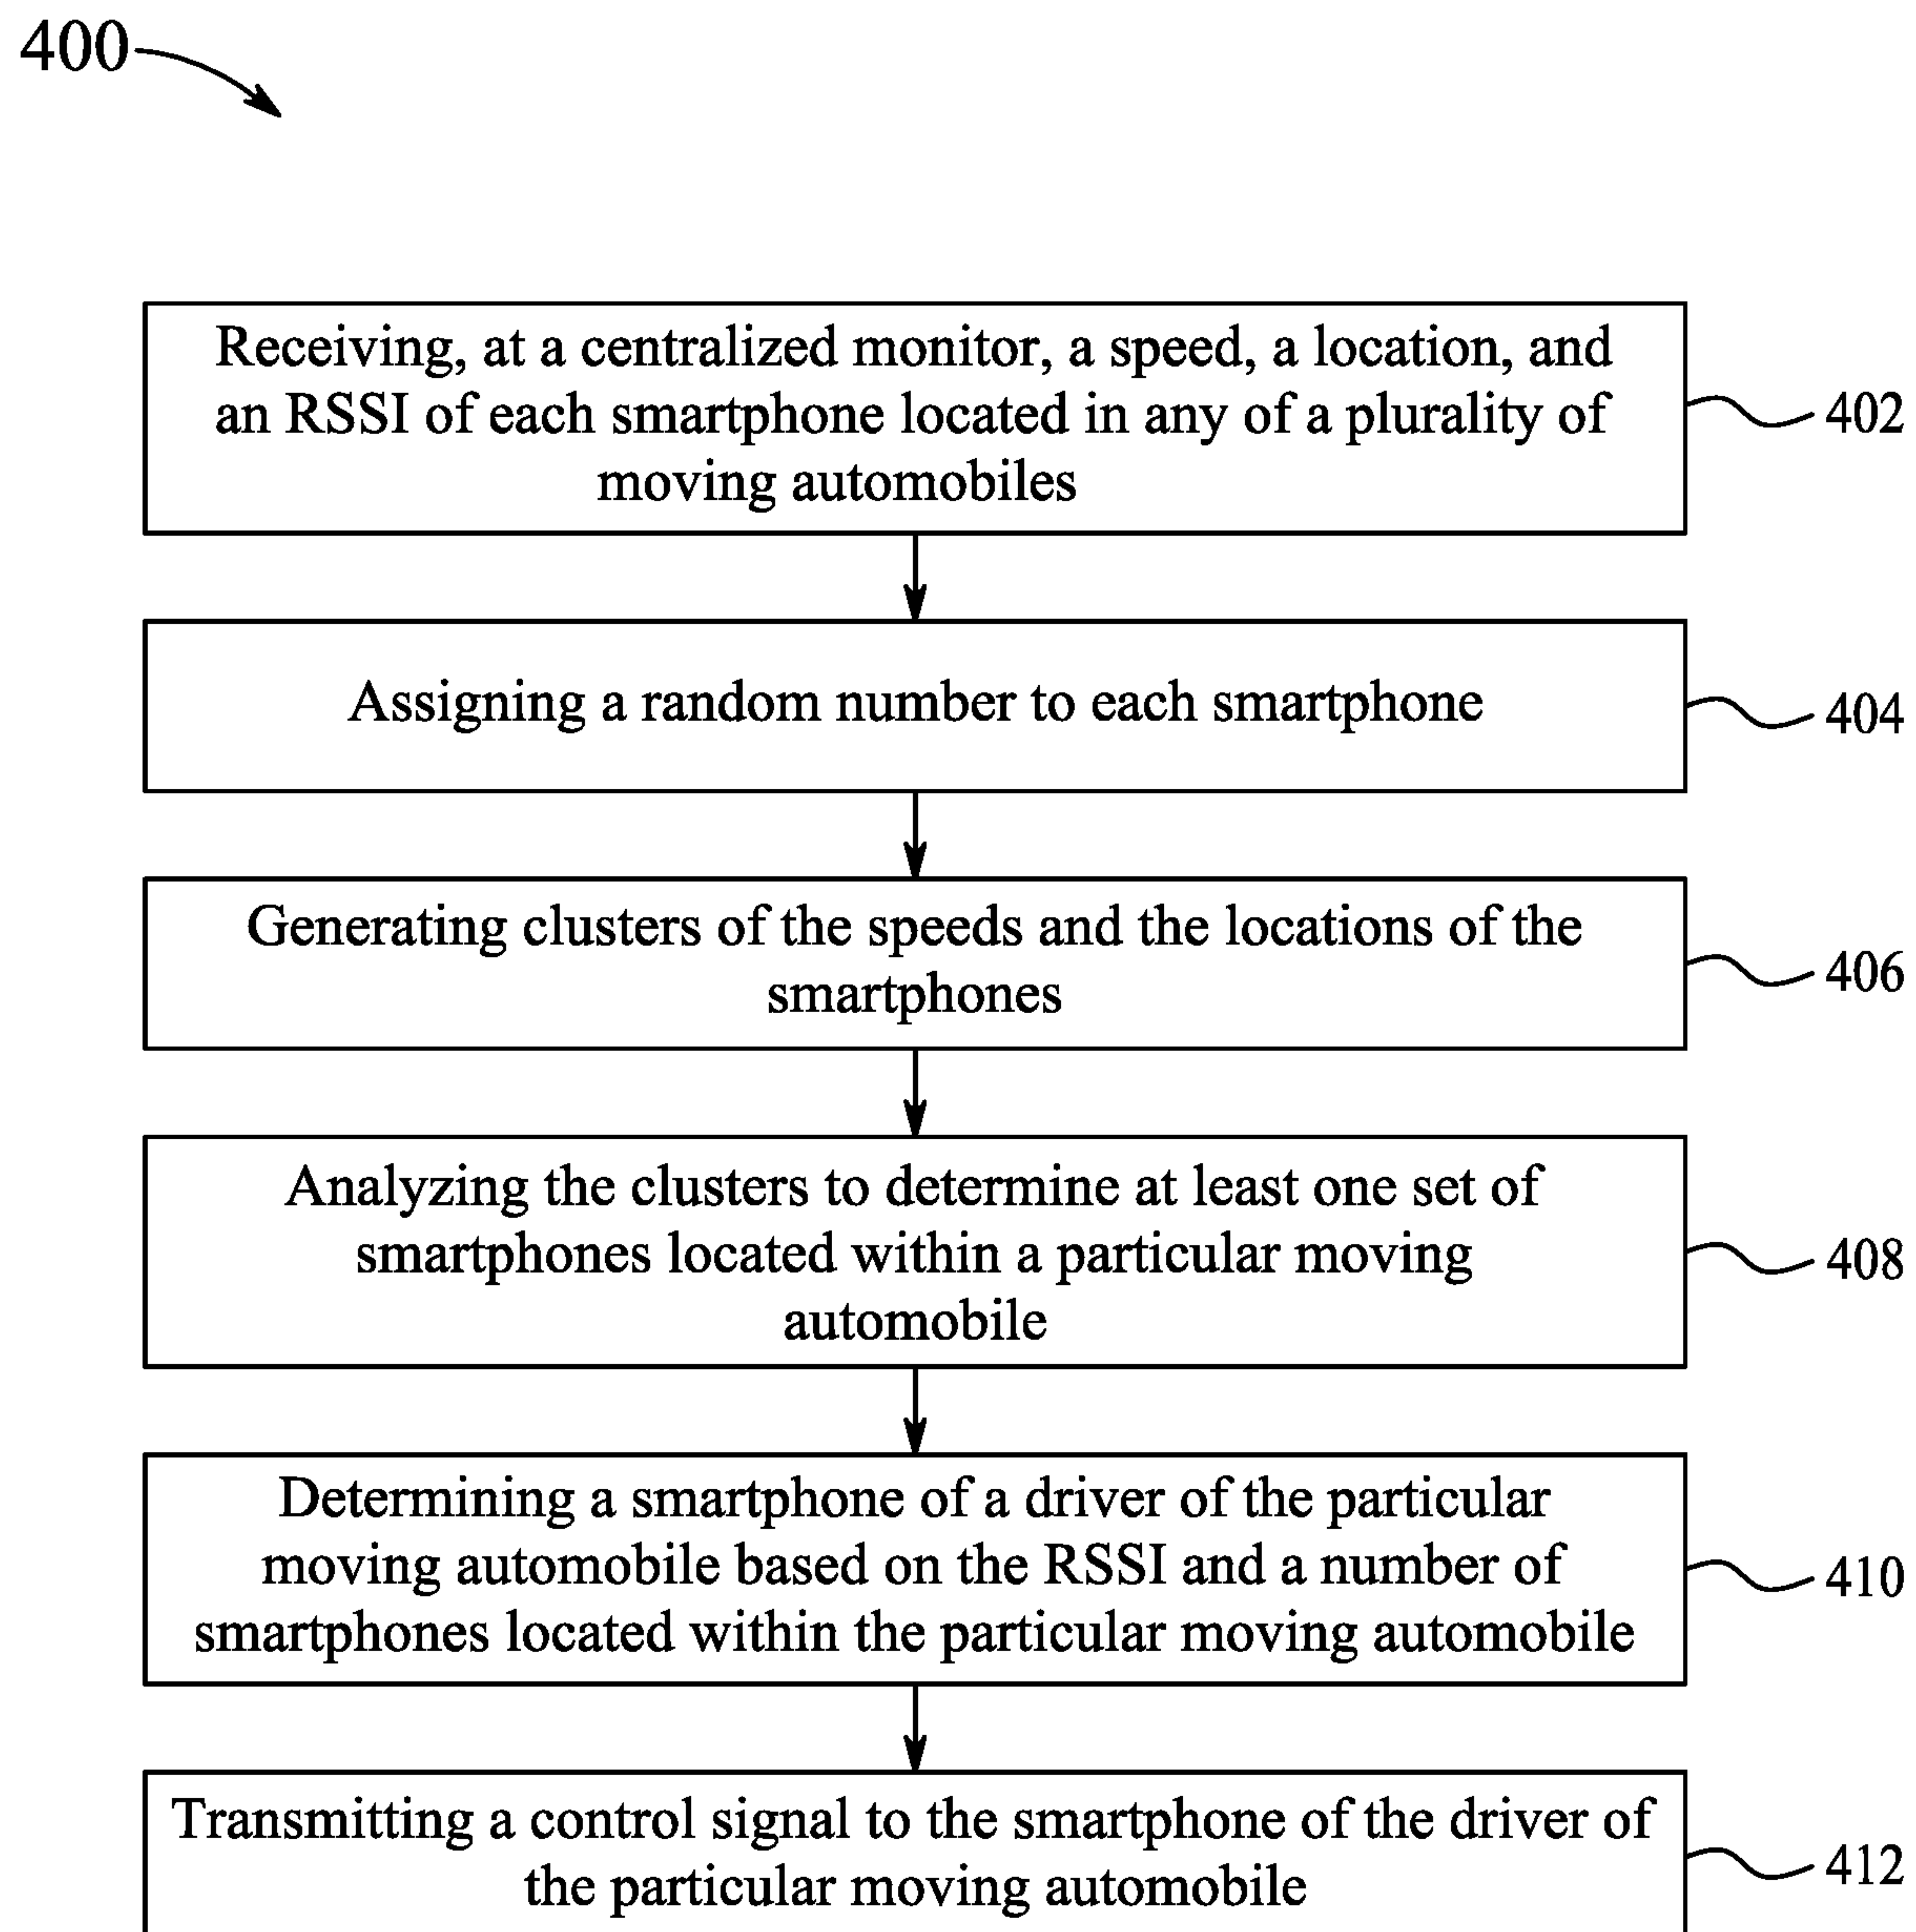 400
Receiving, at a centralized monitor, a speed, a location, and
an RSSI of each smartphone located in any of a plurality of
moving automobiles
402
Assigning a random number to each smartphone
404
Generating clusters of the speeds and the locations of the
smartphones
406
Analyzing the clusters to determine at least one set of
smartphones located within a particular moving
automobile
408
Determining a smartphone of a driver of the particular
moving automobile based on the RSSI and a number of
smartphones located within the particular moving automobile
410
Transmitting a control signal to the smartphone of the driver of
the particular moving automobile
412